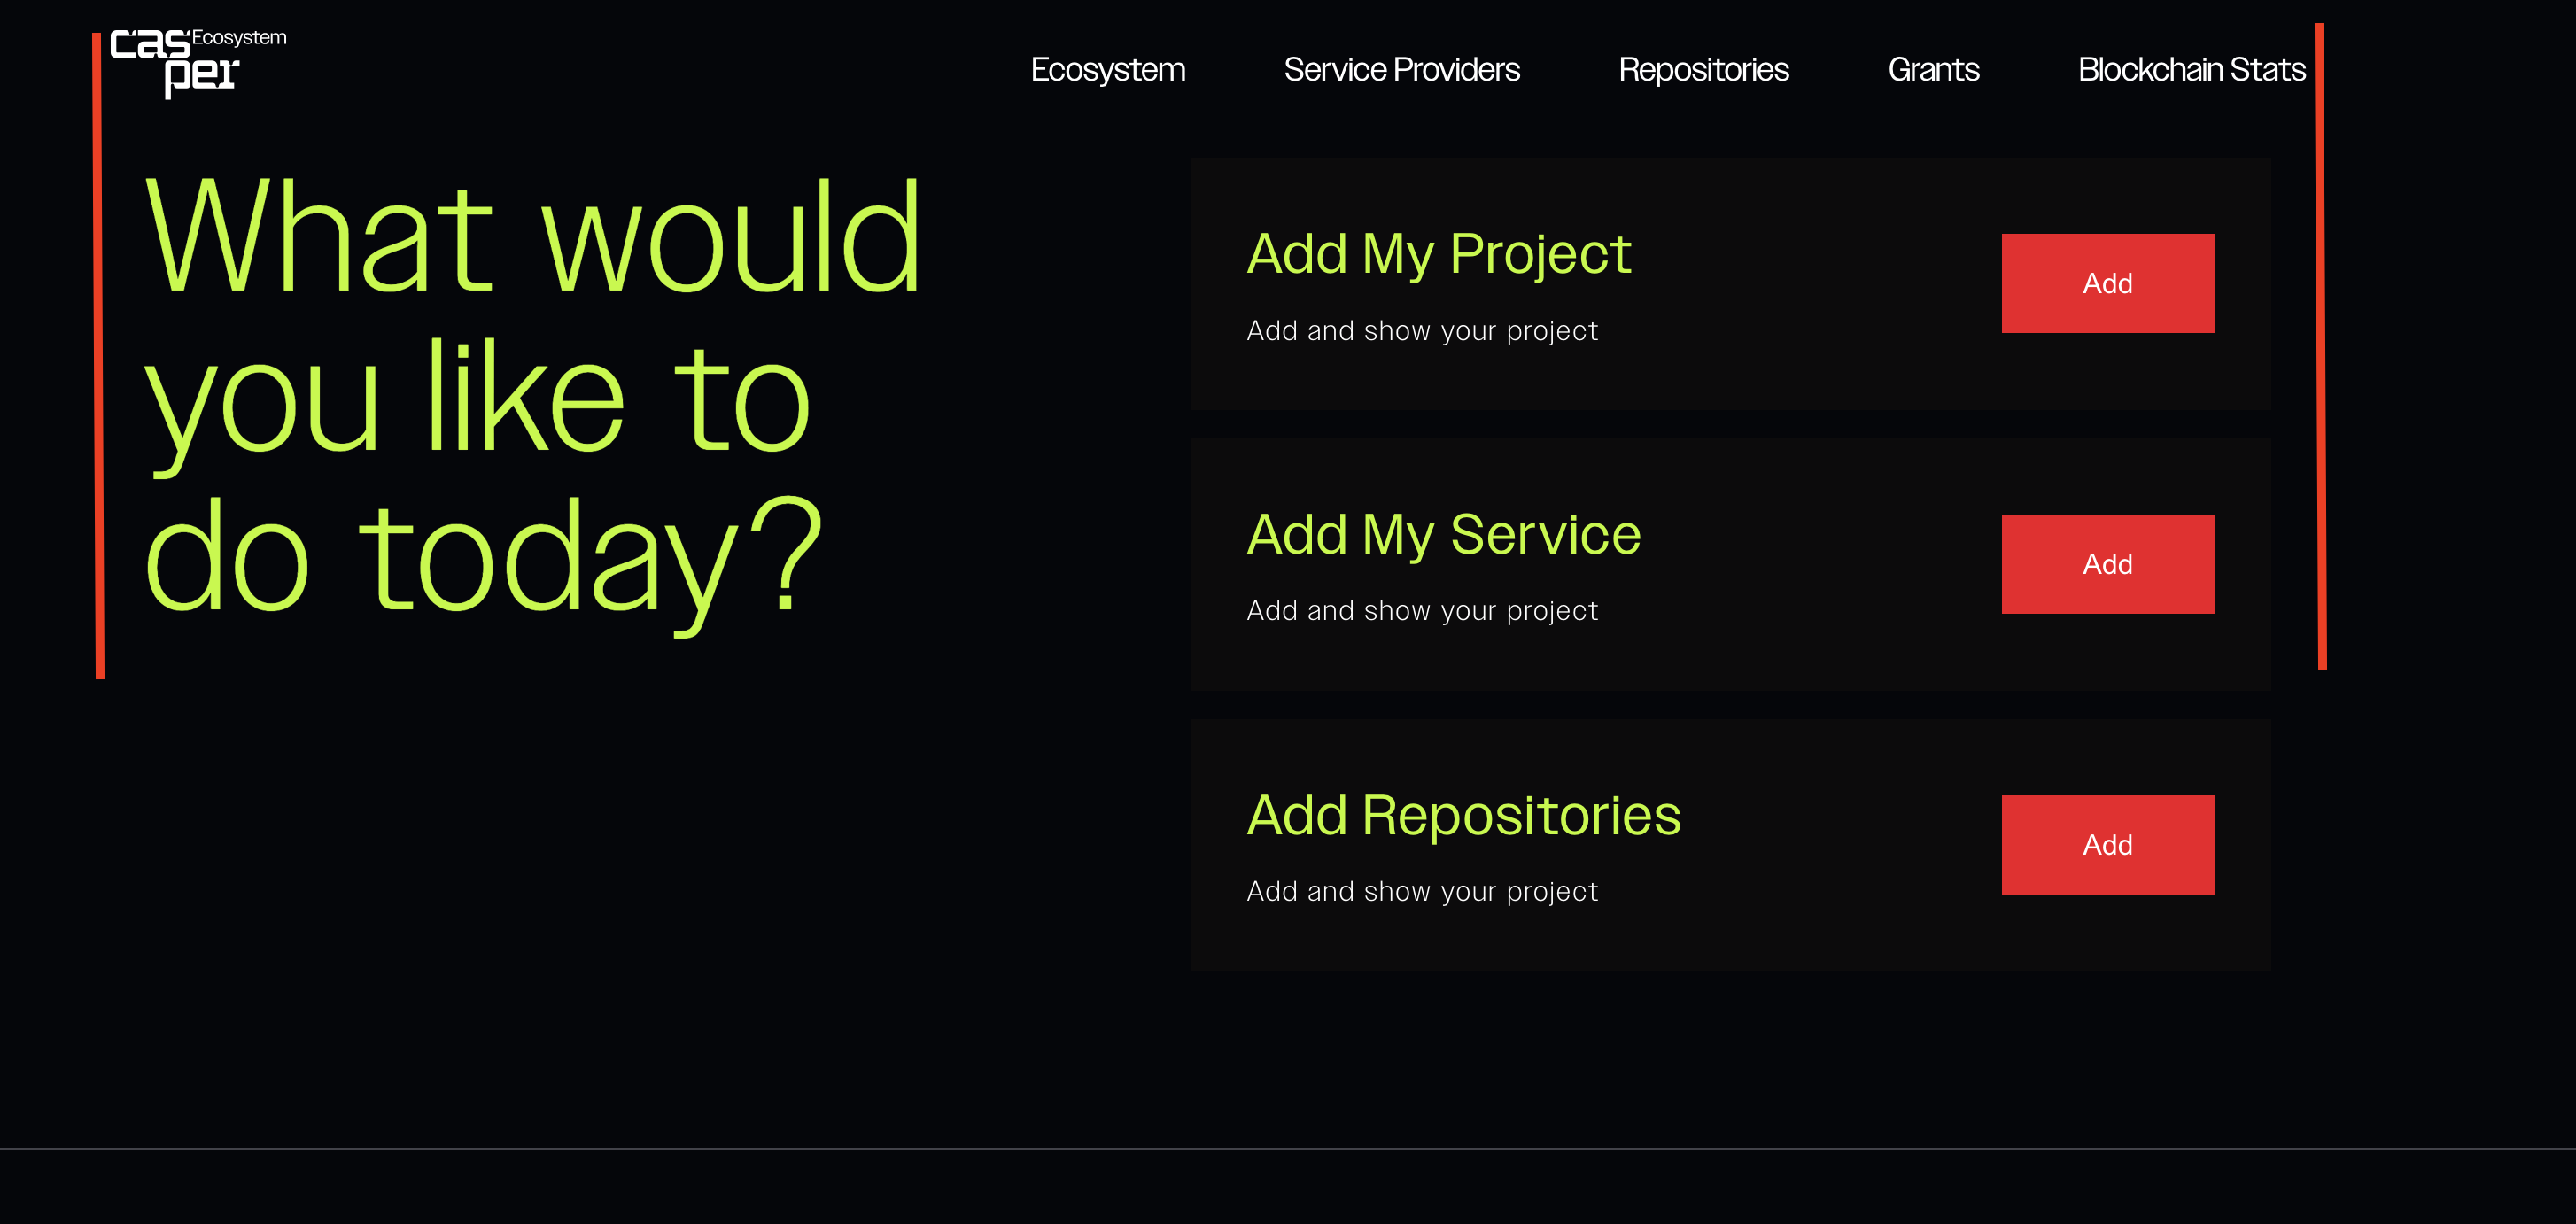 casper Ecosystem
Ecosystem
Service Providers
Repositories
Grants
Blockchain Stats
What would
you like to
do today?
Add My Project
Add and show your project
Add
Add My Service
Add and show your project
Add
Add Repositories
Add and show your project
Add